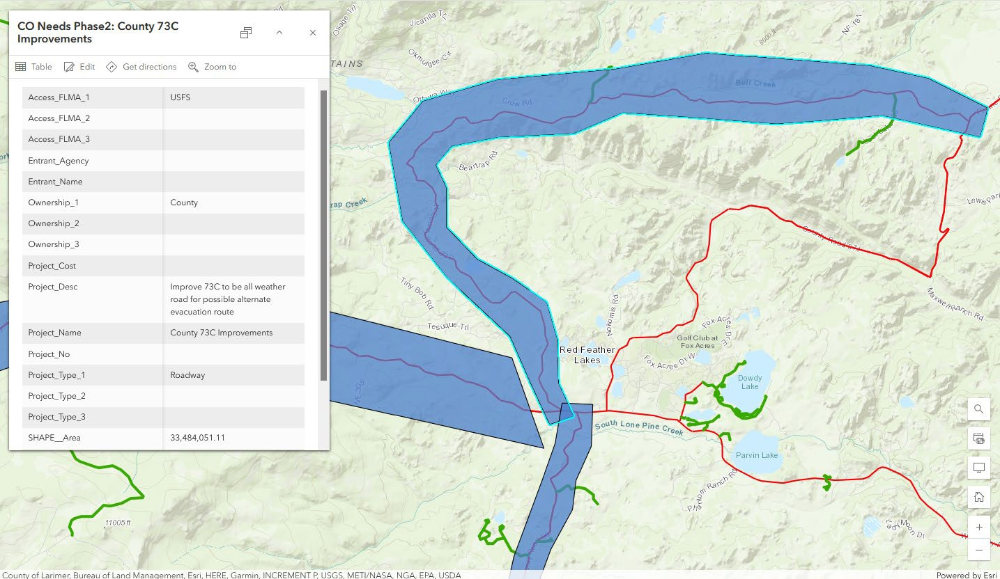 CO Needs Phase2: County 73C
Improvements
Table
Edit
Get directions
Zoom to
Access_FLMA_1 USFS
Access_FLMA_2
Access_FLMA_3
Entrant_Agency
Entrant_Name
Ownership_1 County
Ownership_2
Ownership_3
Project_Cost
Project_Desc Improve 73C to be all weather
road for possible alternate
evacuation route
Project_Name County 73C Improvements
Project_No
Project_Type_1 Roadway
Project_Type_2
Project_Type_3
SHAPE__Area 33,484,051.11
Osage Trl
Jicarilla Tr
Okmulgee Cir
TAINS
Ottawa W
Crow Rd
Bull Creek
NF-781
8000 ft
Beartrap Rd
rap Creek
Lewis
County Road 67d
Maxwell Ranch Rd
Tiny Bob Rd
Tesuque Trl
Nokomis Rd
Fox Acres Dr E
Golf Club at
Fox Acres
Fox Acres Dr W
Red Feather
Lakes
Dowdy
Lake
South Lone Pine Creek
Parvin Lake
Phantom Ranch Rd
Lady Moon Dr
11005 ft
County of Larimer, Bureau of Land Management, Esri, HERE, Garmin, INCREMENT P, USGS, METI/NASA, NGA, EPA, USDA
Powered by Esri